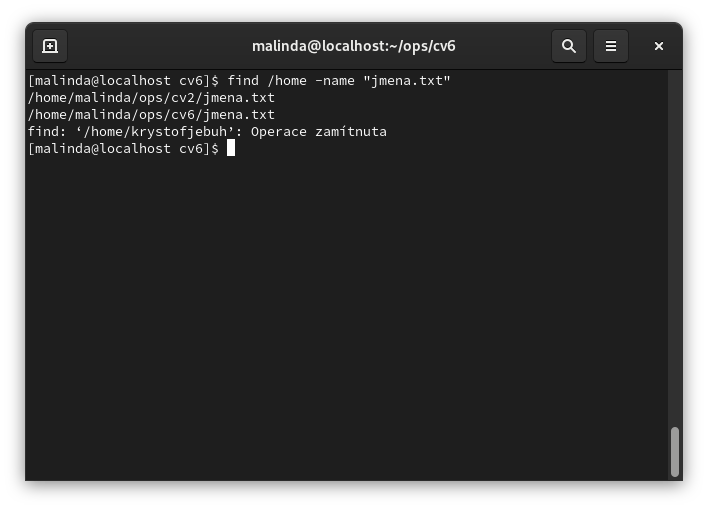 malinda@localhost:~/ops/cv6
[malinda@localhost cv6]$ find /home -name "jmena.txt"
/home/malinda/ops/cv2/jmena.txt
/home/malinda/ops/cv6/jmena.txt
find: ‘/home/krystofjebuh’: Operace zamítnuta
[malinda@localhost cv6]$